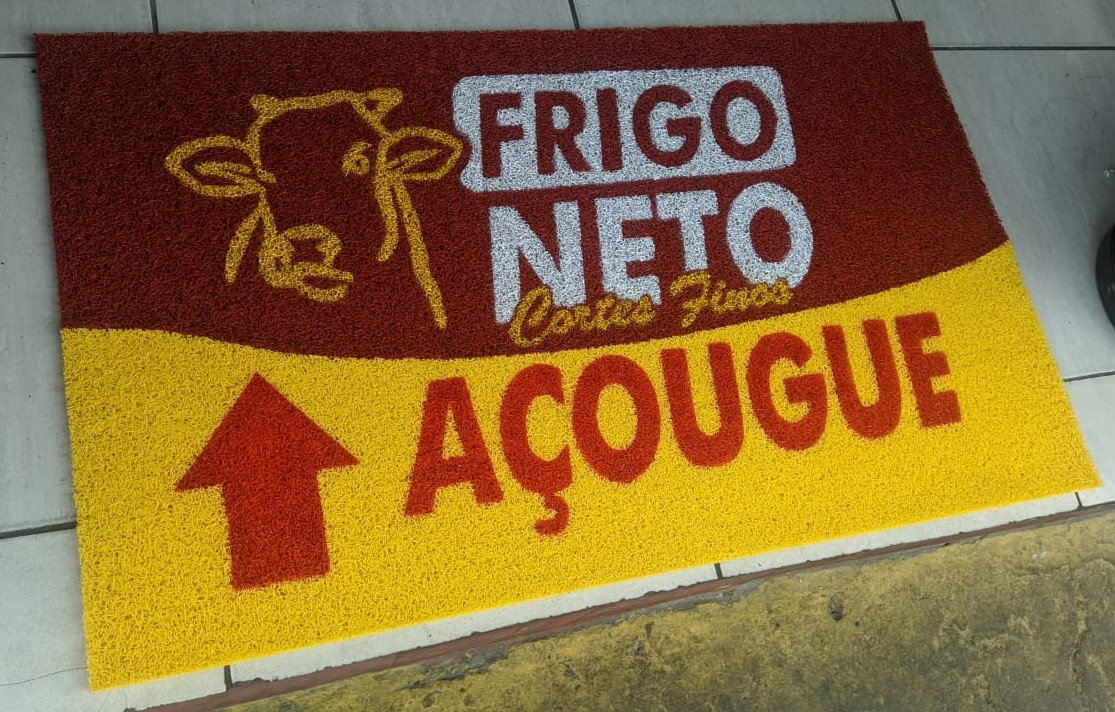 FRIGO
NETO
Cortes Finos
AÇOUGUE